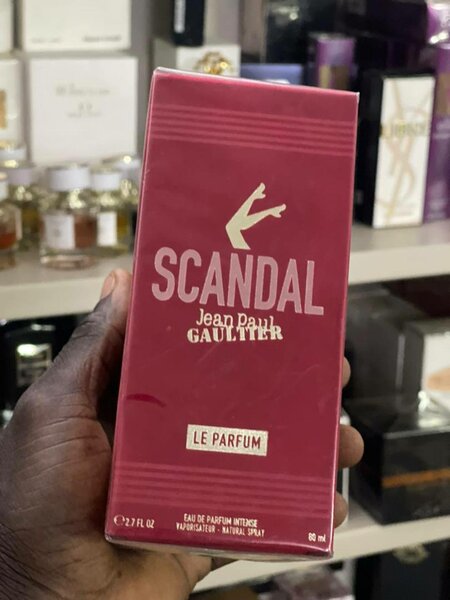 SCANDAL
Jean Paul
GAULTIER
LE PARFUM
EAU DE PARFUM INTENSE
℮ 2.7 FL OZ
VAPORISATEUR - NATURAL SPRAY
80 ml